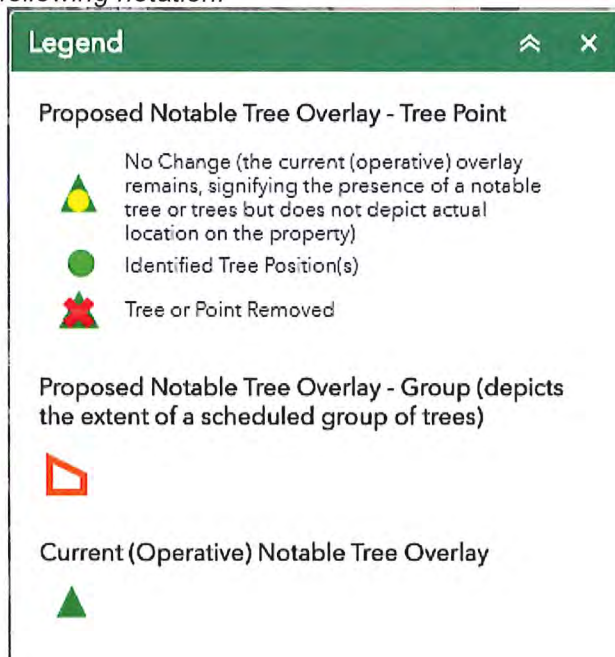 following notation:
Legend
Proposed Notable Tree Overlay - Tree Point
No Change (the current (operative) overlay
remains, signifying the presence of a notable
tree or trees but does not depict actual
location on the property)
Identified Tree Position(s)
Tree or Point Removed
Proposed Notable Tree Overlay - Group (depicts
the extent of a scheduled group of trees)
Current (Operative) Notable Tree Overlay